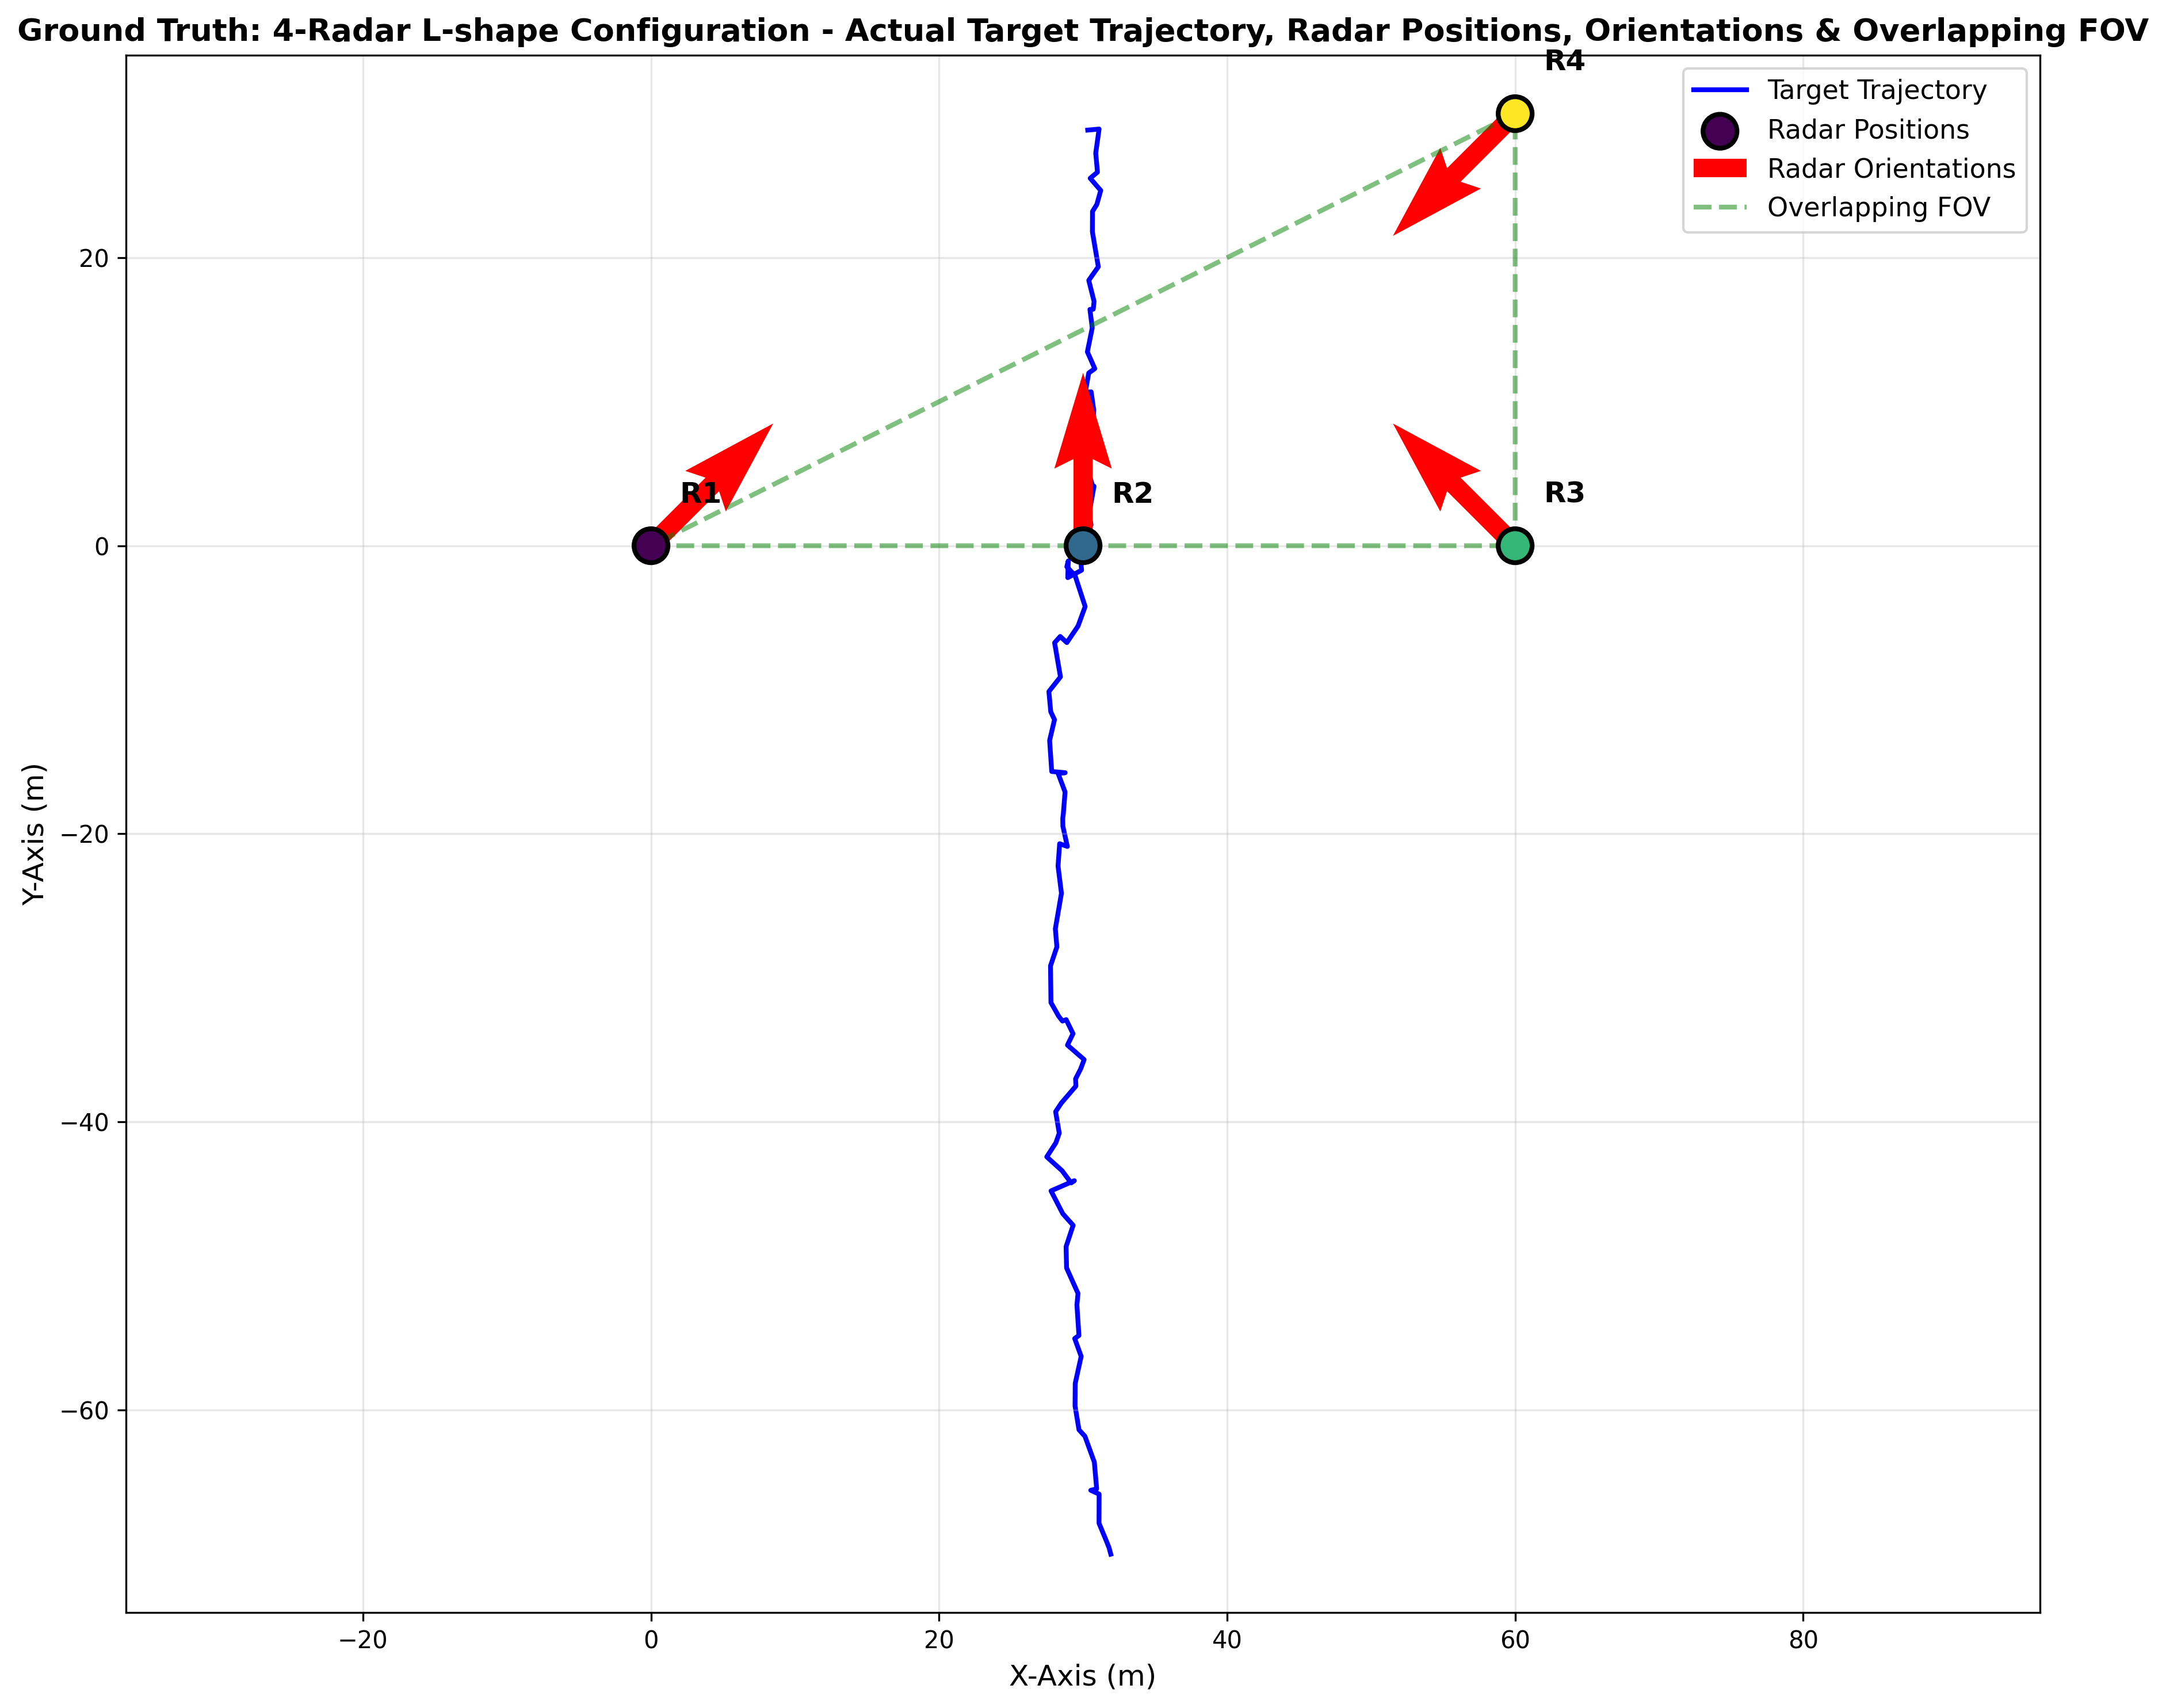 Ground Truth: 4-Radar L-shape Configuration - Actual Target Trajectory, Radar Positions, Orientations & Overlapping FOV
R4
Target Trajectory
Radar Positions
Radar Orientations
Overlapping FOV
R1
R2
R3
20
0
−20
−40
−60
Y-Axis (m)
−20
0
20
40
60
80
X-Axis (m)